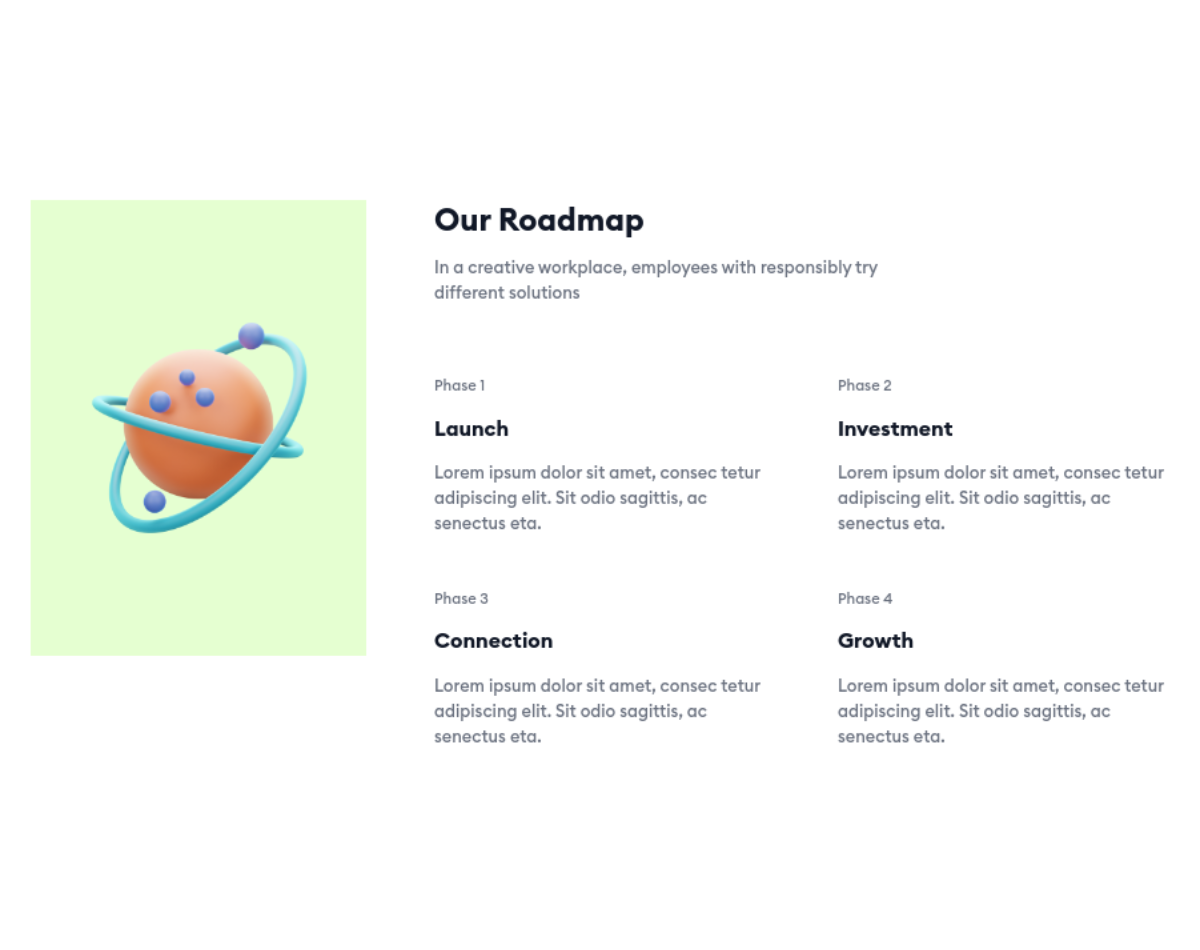 Our Roadmap
In a creative workplace, employees with responsibly try
different solutions
Phase 1
Launch
Lorem ipsum dolor sit amet, consec tetur
adipiscing elit. Sit odio sagittis, ac
senectus eta.
Phase 2
Investment
Lorem ipsum dolor sit amet, consec tetur
adipiscing elit. Sit odio sagittis, ac
senectus eta.
Phase 3
Connection
Lorem ipsum dolor sit amet, consec tetur
adipiscing elit. Sit odio sagittis, ac
senectus eta.
Phase 4
Growth
Lorem ipsum dolor sit amet, consec tetur
adipiscing elit. Sit odio sagittis, ac
senectus eta.